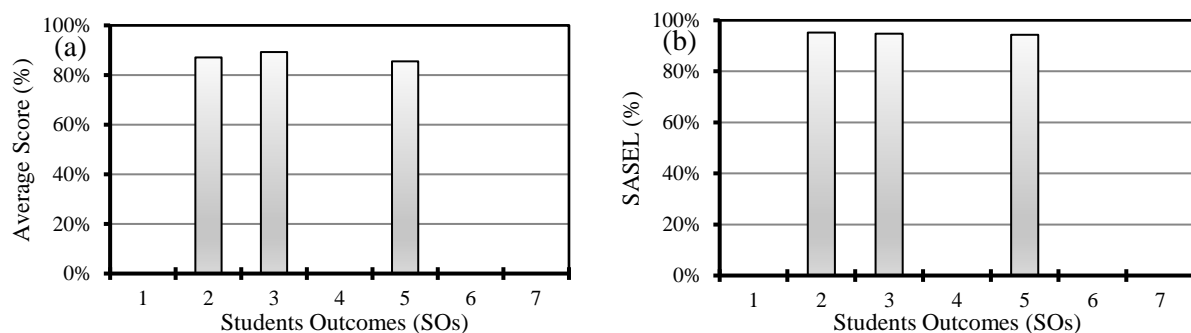 (a)
Average Score (%)
100%
80%
60%
40%
20%
0%
1 2 3 4 5 6 7
Students Outcomes (SOs)
(b)
SASEL (%)
100%
80%
60%
40%
20%
0%
1 2 3 4 5 6 7
Students Outcomes (SOs)